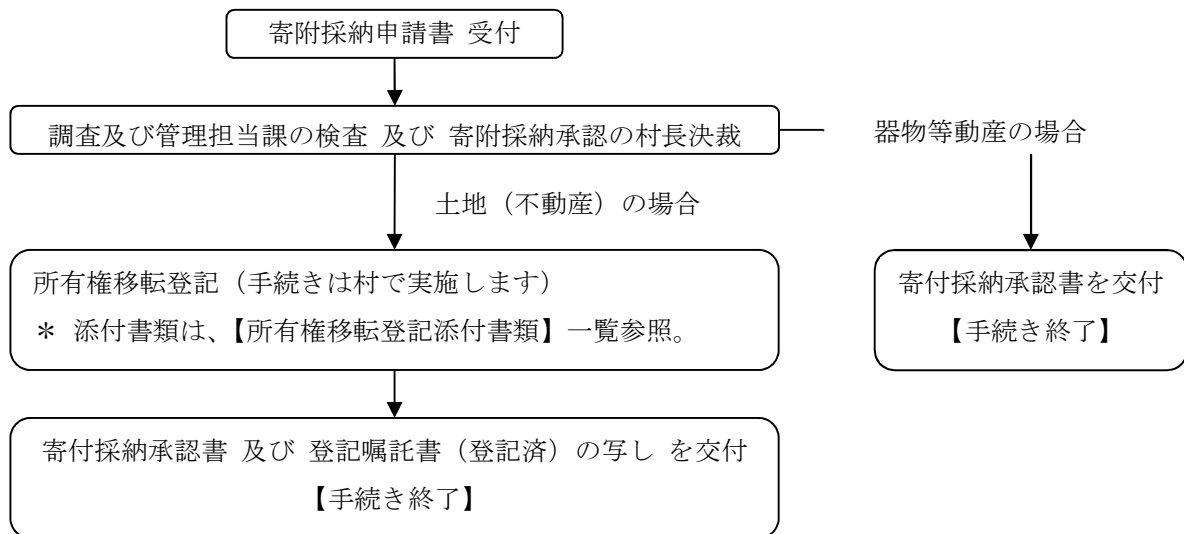 寄附採納申請書 受付
調査及び管理担当課の検査 及び 寄附採納承認の村長決裁
器物等動産の場合
土地（不動産）の場合
所有権移転登記（手続きは村で実施します）
＊ 添付書類は、【所有権移転登記添付書類】一覧参照。
寄付採納承認書を交付
【手続き終了】
寄付採納承認書 及び 登記嘱託書（登記済）の写し を交付
【手続き終了】